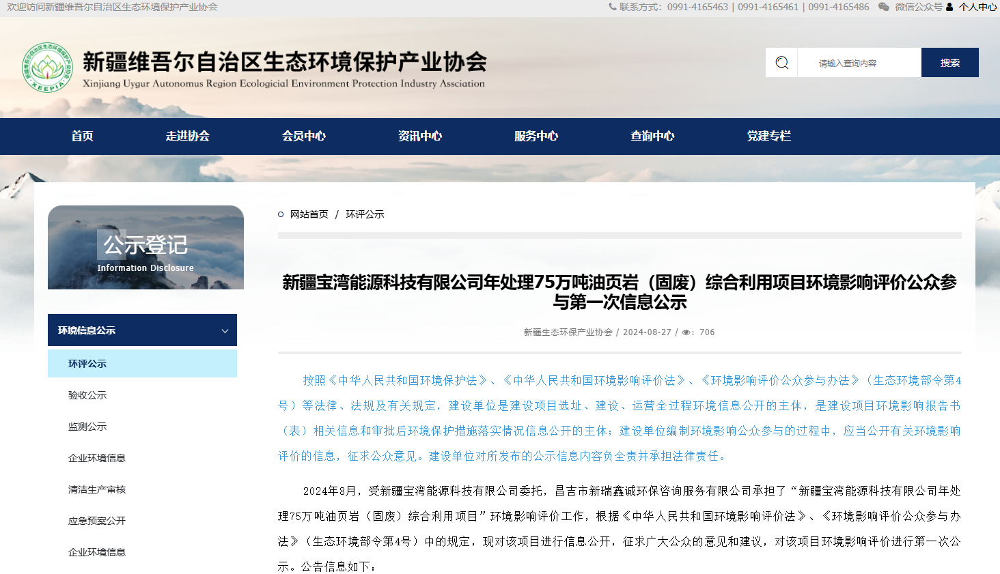 欢迎访问新疆维吾尔自治区生态环境保护产业协会
联系方式：0991-4165463 | 0991-4165461 | 0991-4165486 微信公众号 个人中心
新疆维吾尔自治区生态环境保护产业协会
Xinjiang Uygur Autonomus Region Ecologicial Environment Protection Industry Assciation
XEEPIA
请输入查询内容
搜索
首页 走进协会 会员中心 资讯中心 服务中心 查询中心 党建专栏
公示登记
Information Disclosure
环境信息公示
环评公示
验收公示
监测公示
企业环境信息
清洁生产审核
应急预案公开
企业环境信息
网站首页 / 环评公示
新疆宝湾能源科技有限公司年处理75万吨油页岩（固废）综合利用项目环境影响评价公众参
与第一次信息公示
新疆生态环保产业协会 / 2024-08-27 / ：706
按照《中华人民共和国环境保护法》、《中华人民共和国环境影响评价法》、《环境影响评价公众参与办法》（生态环境部令第4
号）等法律、法规及有关规定，建设单位是建设项目选址、建设、运营全过程环境信息公开的主体，是建设项目环境影响报告书
（表）相关信息和审批后环境保护措施落实情况信息公开的主体；建设单位编制环境影响公众参与的过程中，应当公开有关环境影响
评价的信息，征求公众意见。建设单位对所发布的公示信息内容负全责并承担法律责任。
2024年8月，受新疆宝湾能源科技有限公司委托，昌吉市新瑞鑫诚环保咨询服务有限公司承担了“新疆宝湾能源科技有限公司年处
理75万吨油页岩（固废）综合利用项目”环境影响评价工作，根据《中华人民共和国环境影响评价法》、《环境影响评价公众参与办
法》（生态环境部令第4号）中的规定，现对该项目进行信息公开，征求广大公众的意见和建议，对该项目环境影响评价进行第一次公
示。公告信息如下：